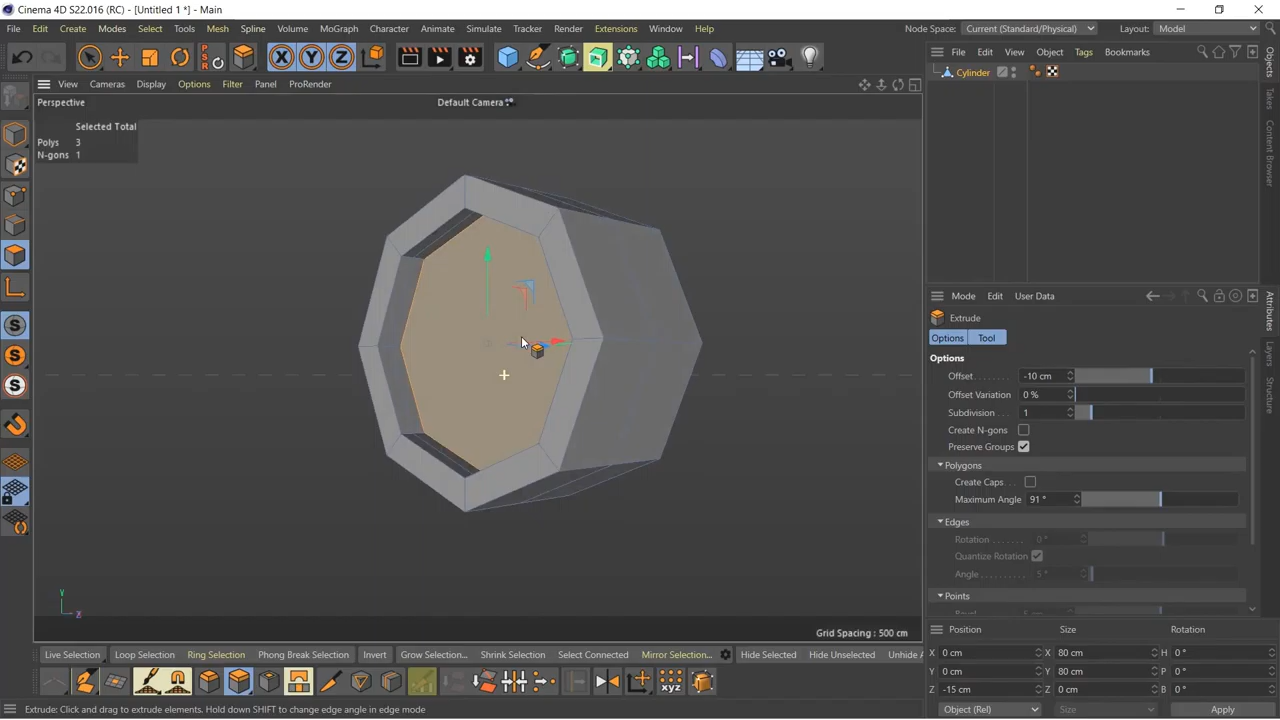 Cinema 4D S22.016 (RC) - [Untitled 1 *] - Main
File Edit Create Modes Select Tools Mesh Spline Volume MoGraph Character Animate Simulate Tracker Render Extensions Window Help
Node Space: Current (Standard/Physical) Layout: Model
View Cameras Display Options Filter Panel ProRender
File Edit View Object Tags Bookmarks
Perspective
Default Camera
Cylinder
Selected Total
Polys 3
N-gons 1
Objects
Takes
Content Browser
Attributes
Layers
Structure
Mode Edit User Data
Extrude
Options Tool
Options
Offset -10 cm
Offset Variation 0 %
Subdivision 1
Create N-gons
Preserve Groups
Polygons
Create Caps
Maximum Angle 91 °
Edges
Rotation 0 °
Quantize Rotation
Angle 5 °
Points
Y
Z
Grid Spacing : 500 cm
Position Size Rotation
X 0 cm X 80 cm H 0 °
Y 0 cm Y 80 cm P 0 °
Z -15 cm Z 0 cm B 0 °
Object (Rel) Size Apply
Live Selection Loop Selection Ring Selection Phong Break Selection Invert Grow Selection... Shrink Selection Select Connected Mirror Selection... Hide Selected Hide Unselected Unhide A
Extrude: Click and drag to extrude elements. Hold down SHIFT to change edge angle in edge mode